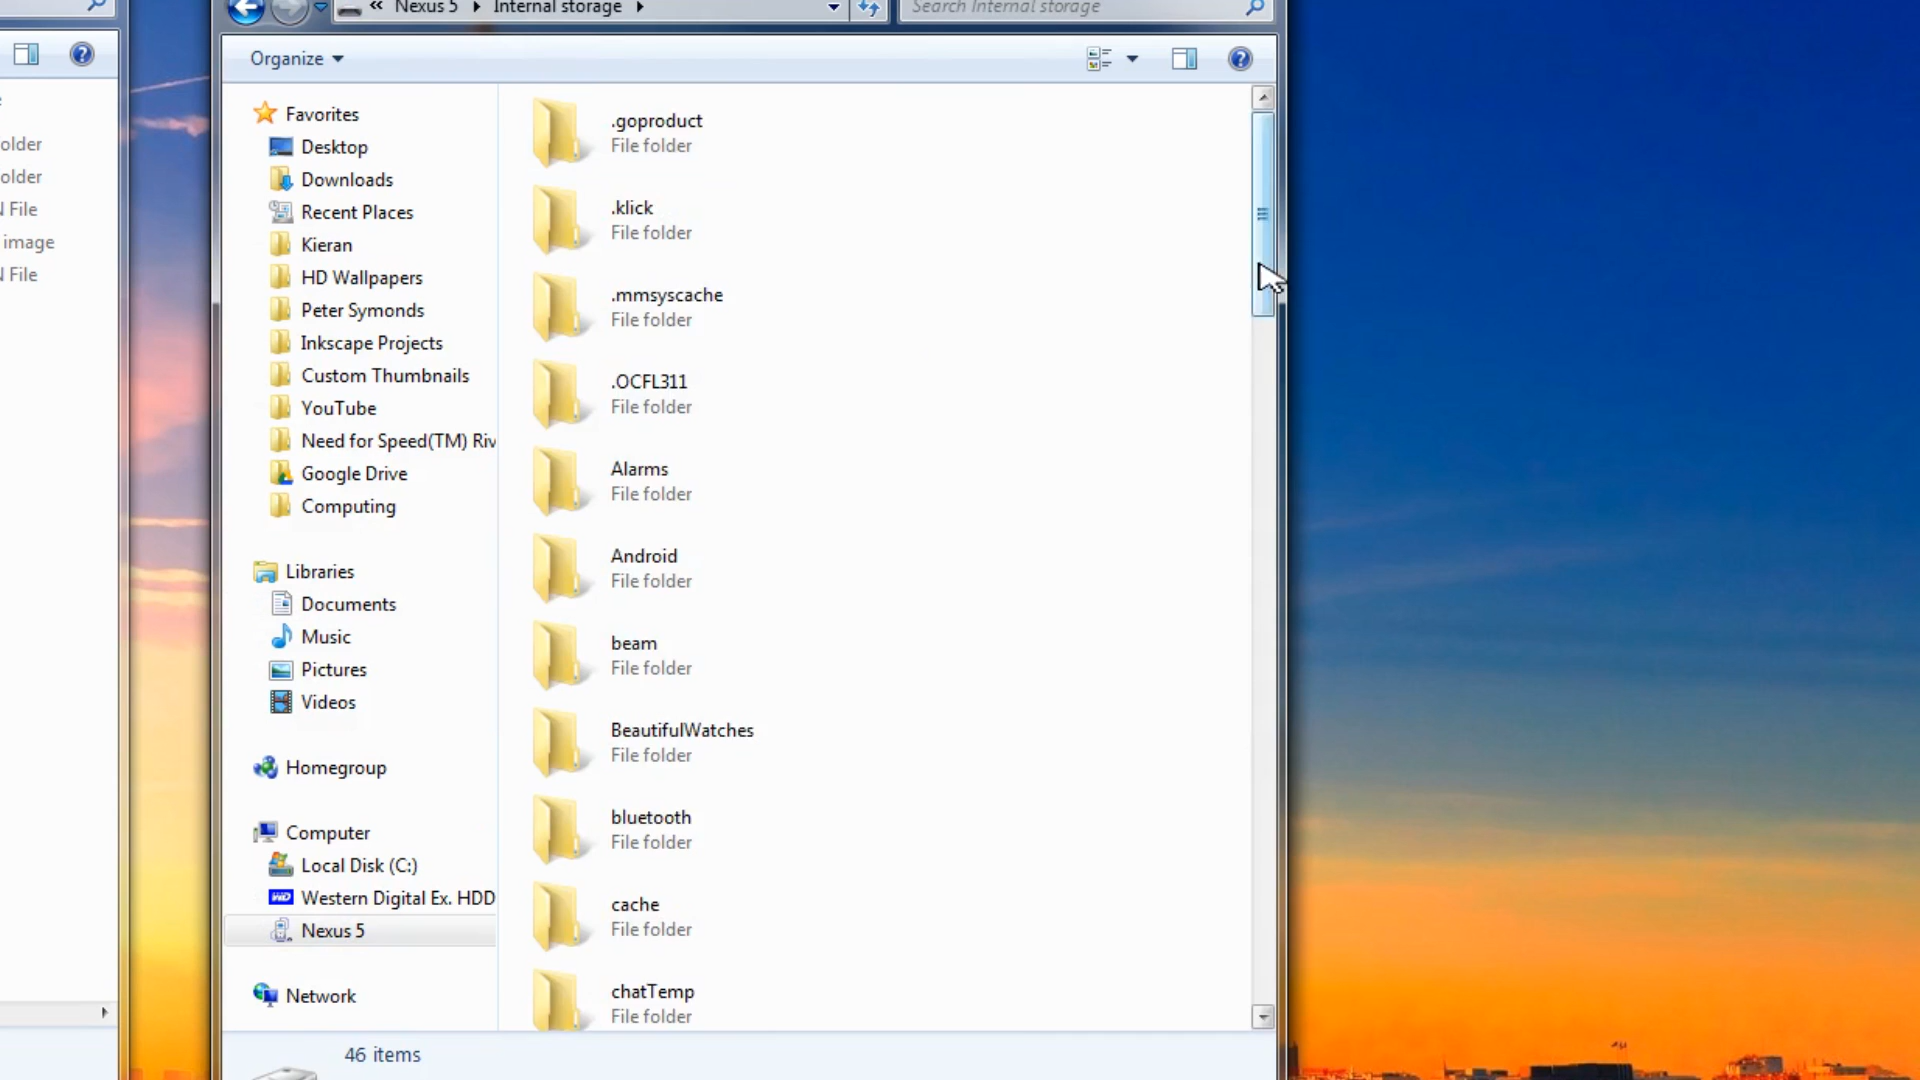 Nexus 5 Internal storage
Search Internal storage
Organize
older
older
File
image
File
Favorites
Desktop
Downloads
Recent Places
Kieran
HD Wallpapers
Peter Symonds
Inkscape Projects
Custom Thumbnails
YouTube
Need for Speed(TM) Riv
Google Drive
Computing
Libraries
Documents
Music
Pictures
Videos
Homegroup
Computer
Local Disk (C:)
Western Digital Ex. HDD
Nexus 5
Network
.goproduct
File folder
.klick
File folder
.mmsyscache
File folder
.OCFL311
File folder
Alarms
File folder
Android
File folder
beam
File folder
BeautifulWatches
File folder
bluetooth
File folder
cache
File folder
chatTemp
File folder
46 items